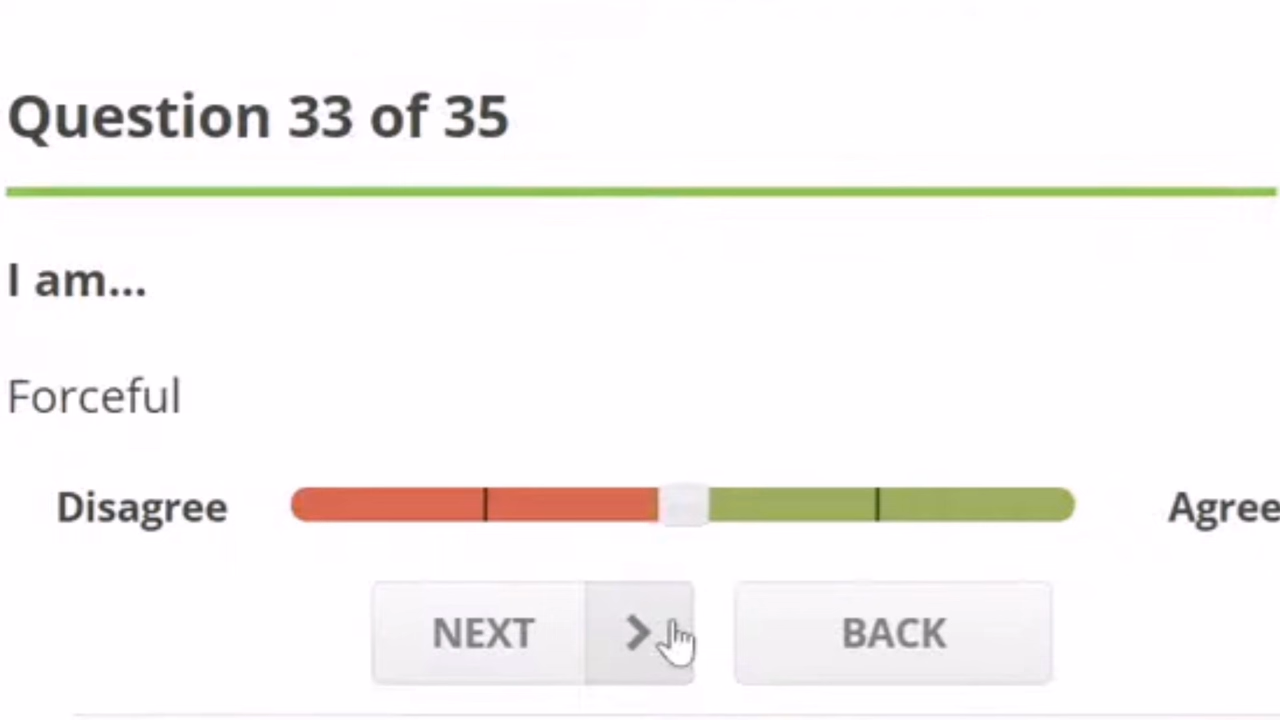 Question 33 of 35
I am...
Forceful
Disagree Agree
NEXT BACK